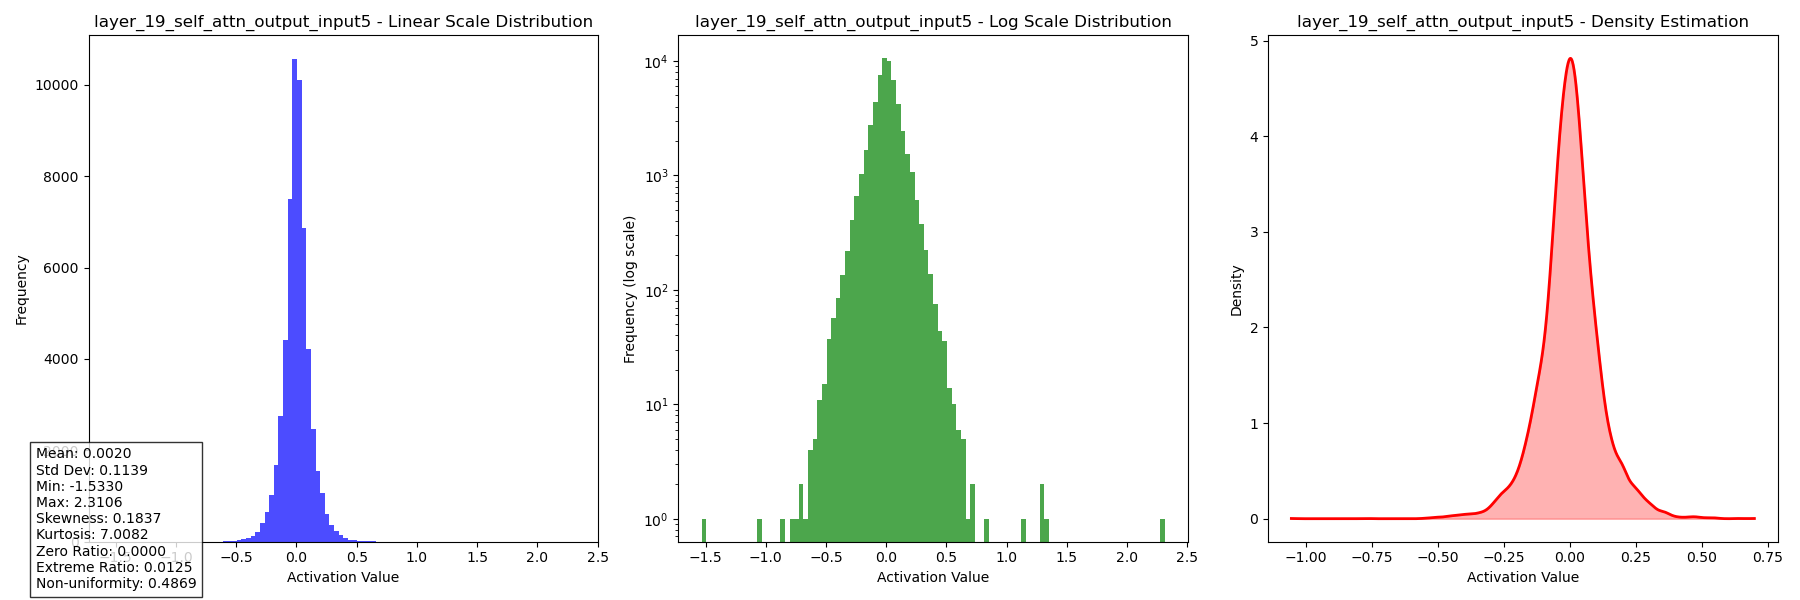 layer_19_self_attn_output_input5 - Linear Scale Distribution
10000
8000
6000
4000
2000
Frequency
−0.5
0.0
0.5
1.0
1.5
2.0
2.5
−1.5
−1.0
Activation Value
Mean: 0.0020
Std Dev: 0.1139
Min: -1.5330
Max: 2.3106
Skewness: 0.1837
Kurtosis: 7.0082
Zero Ratio: 0.0000
Extreme Ratio: 0.0125
Non-uniformity: 0.4869
layer_19_self_attn_output_input5 - Log Scale Distribution
10⁴
10³
10²
10¹
10⁰
Frequency (log scale)
−1.5
−1.0
−0.5
0.0
0.5
1.0
1.5
2.0
2.5
Activation Value
layer_19_self_attn_output_input5 - Density Estimation
5
4
3
2
1
0
Density
−1.00
−0.75
−0.50
−0.25
0.00
0.25
0.50
0.75
Activation Value